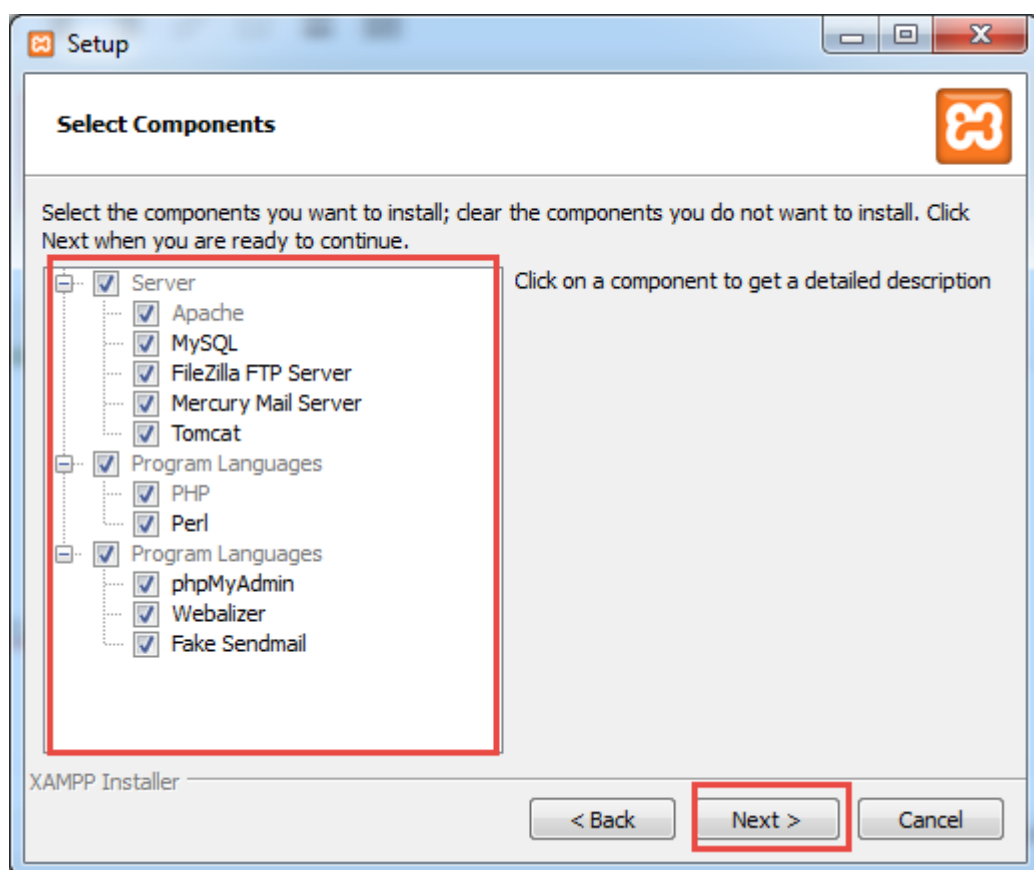 Setup
Select Components
Select the components you want to install; clear the components you do not want to install. Click
Next when you are ready to continue.
Server
Apache
MySQL
FileZilla FTP Server
Mercury Mail Server
Tomcat
Program Languages
PHP
Perl
Program Languages
phpMyAdmin
Webalizer
Fake Sendmail
Click on a component to get a detailed description
XAMPP Installer
< Back
Next >
Cancel